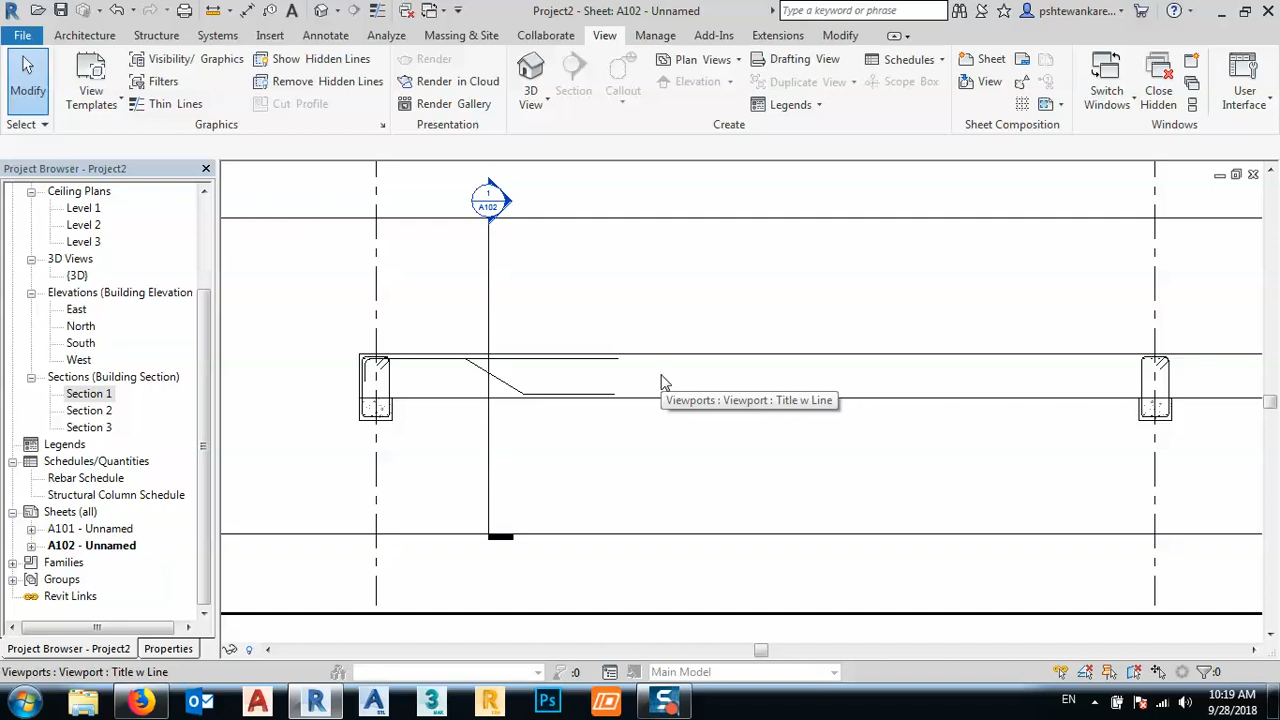 Project2 - Sheet: A102 - Unnamed
Type a keyword or phrase
pshtewankare...
File Architecture Structure Systems Insert Annotate Analyze Massing & Site Collaborate View Manage Add-Ins Extensions Modify
Modify
Select
View
Templates
Visibility/ Graphics
Filters
Thin Lines
Show Hidden Lines
Remove Hidden Lines
Cut Profile
Graphics
Render
Render in Cloud
Render Gallery
Presentation
3D
View
Section
Callout
Plan Views
Elevation
Drafting View
Duplicate View
Legends
Schedules
Scope Box
Create
Sheet
View
Sheet Composition
Switch
Windows
Close
Hidden
Windows
User
Interface
Project Browser - Project2
Ceiling Plans
Level 1
Level 2
Level 3
3D Views
{3D}
Elevations (Building Elevation
East
North
South
West
Sections (Building Section)
Section 1
Section 2
Section 3
Legends
Schedules/Quantities
Rebar Schedule
Structural Column Schedule
Sheets (all)
A101 - Unnamed
A102 - Unnamed
Families
Groups
Revit Links
Project Browser - Project2 Properties
1
A102
Viewports : Viewport : Title w Line
Viewports : Viewport : Title w Line
:0
Main Model
:0
EN
10:19 AM
9/28/2018